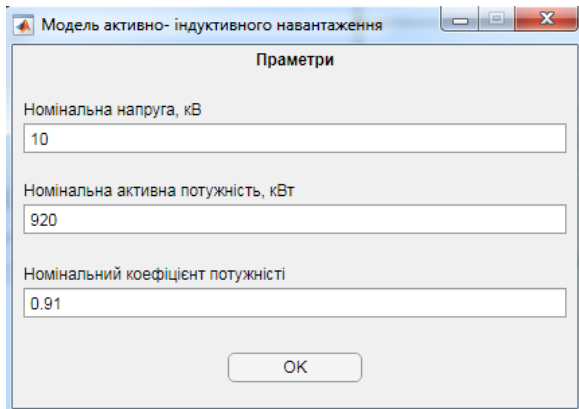 Модель активно- індуктивного навантаження
Праметри
Номінальна напруга, кВ
10
Номінальна активна потужність, кВт
920
Номінальний коефіцієнт потужністі
0.91
OK